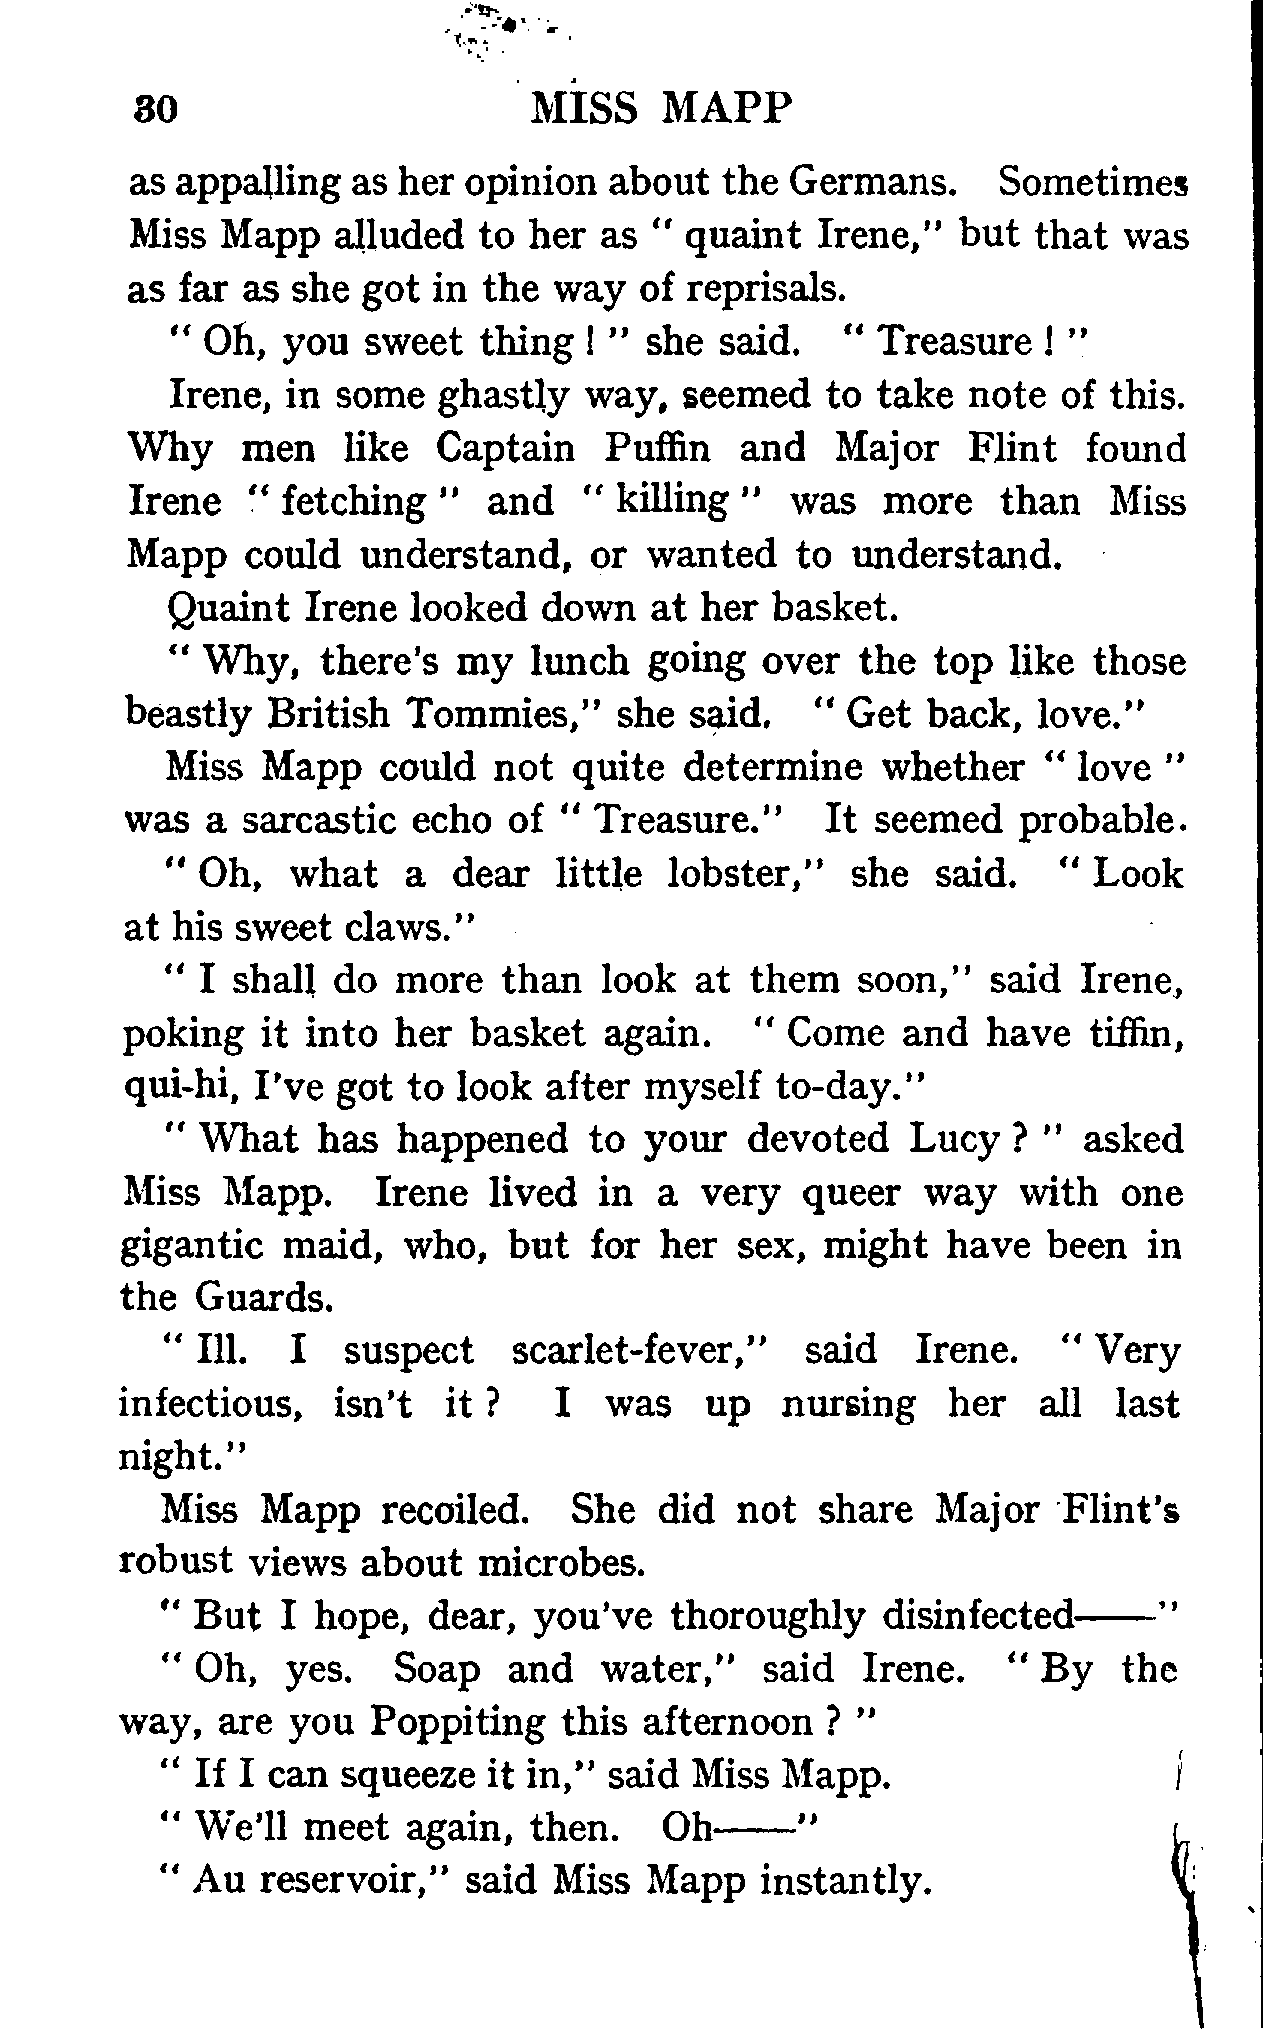 30 MISS MAPP
as appalling as her opinion about the Germans. Sometimes
Miss Mapp alluded to her as " quaint Irene," but that was
as far as she got in the way of reprisals.
" Oh, you sweet thing ! " she said. " Treasure ! "
Irene, in some ghastly way, seemed to take note of this.
Why men like Captain Puffin and Major Flint found
Irene " fetching " and " killing " was more than Miss
Mapp could understand, or wanted to understand.
Quaint Irene looked down at her basket.
" Why, there's my lunch going over the top like those
beastly British Tommies," she said. " Get back, love."
Miss Mapp could not quite determine whether " love "
was a sarcastic echo of " Treasure." It seemed probable.
" Oh, what a dear little lobster," she said. " Look
at his sweet claws."
" I shall do more than look at them soon," said Irene,
poking it into her basket again. " Come and have tiffin,
qui-hi, I've got to look after myself to-day."
" What has happened to your devoted Lucy ? " asked
Miss Mapp. Irene lived in a very queer way with one
gigantic maid, who, but for her sex, might have been in
the Guards.
" Ill. I suspect scarlet-fever," said Irene. " Very
infectious, isn't it ? I was up nursing her all last
night."
Miss Mapp recoiled. She did not share Major Flint's
robust views about microbes.
" But I hope, dear, you've thoroughly disinfected——"
" Oh, yes. Soap and water," said Irene. " By the
way, are you Poppiting this afternoon ? "
" If I can squeeze it in," said Miss Mapp.
" We'll meet again, then. Oh——"
" Au reservoir," said Miss Mapp instantly.